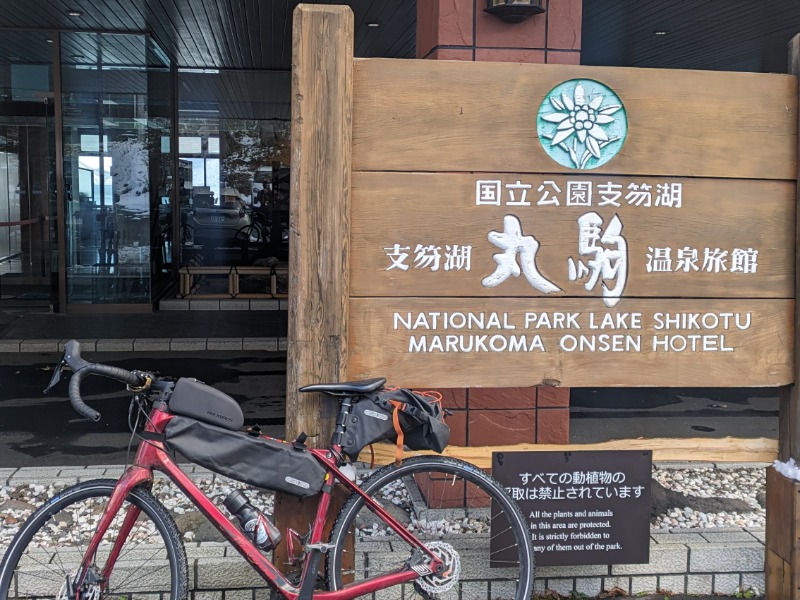 国立公園支笏湖
支笏湖 丸駒 温泉旅館
NATIONAL PARK LAKE SHIKOTU
MARUKOMA ONSEN HOTEL
すべての動植物の
取は禁止されています
All the plants and animals
in this area are protected.
It is strictly forbidden to
any of them out of the park.
ORTLIEB